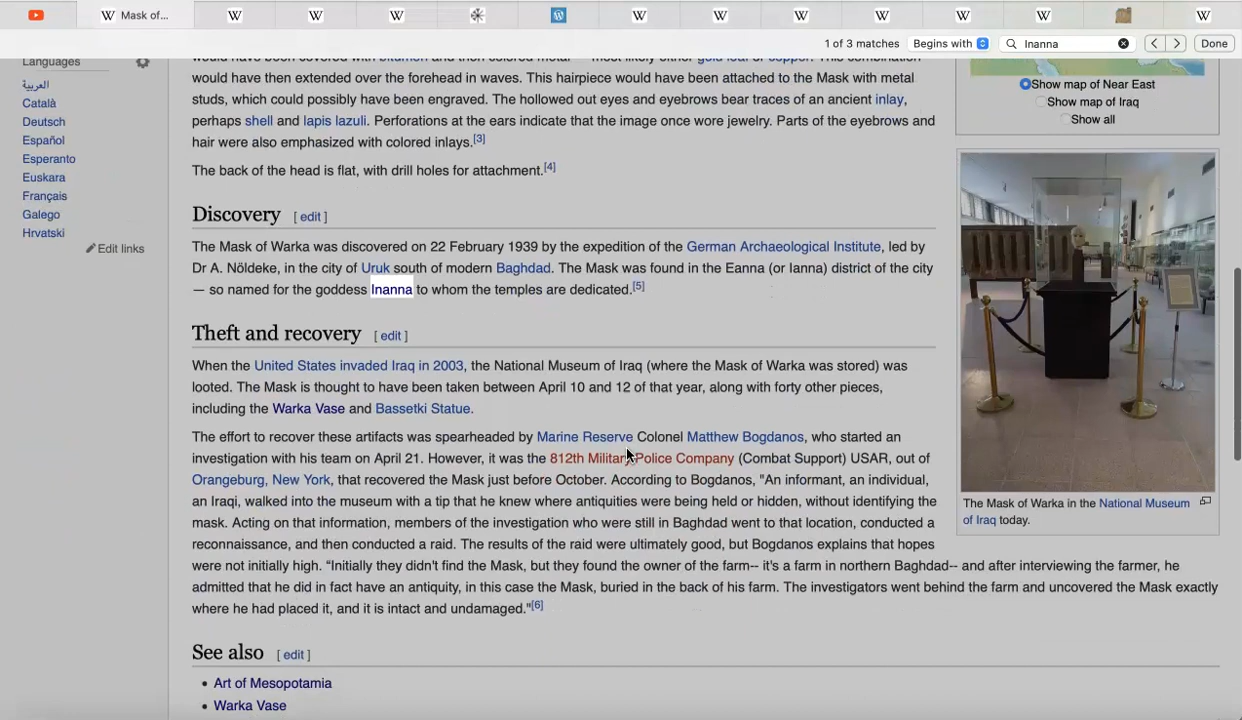 W Mask of... W W W W W W W W W W W
1 of 3 matches Begins with Inanna Done
Languages
العربية
Català
Deutsch
Español
Esperanto
Euskara
Français
Galego
Hrvatski
Edit links
would have then extended over the forehead in waves. This hairpiece would have been attached to the Mask with metal
studs, which could possibly have been engraved. The hollowed out eyes and eyebrows bear traces of an ancient inlay,
perhaps shell and lapis lazuli. Perforations at the ears indicate that the image once wore jewelry. Parts of the eyebrows and
hair were also emphasized with colored inlays.[3]
The back of the head is flat, with drill holes for attachment.[4]
Discovery [ edit ]
The Mask of Warka was discovered on 22 February 1939 by the expedition of the German Archaeological Institute, led by
Dr A. Nöldeke, in the city of Uruk south of modern Baghdad. The Mask was found in the Eanna (or Ianna) district of the city
— so named for the goddess Inanna to whom the temples are dedicated.[5]
Theft and recovery [ edit ]
When the United States invaded Iraq in 2003, the National Museum of Iraq (where the Mask of Warka was stored) was
looted. The Mask is thought to have been taken between April 10 and 12 of that year, along with forty other pieces,
including the Warka Vase and Bassetki Statue.
The effort to recover these artifacts was spearheaded by Marine Reserve Colonel Matthew Bogdanos, who started an
investigation with his team on April 21. However, it was the 812th Military Police Company (Combat Support) USAR, out of
Orangeburg, New York, that recovered the Mask just before October. According to Bogdanos, "An informant, an individual,
an Iraqi, walked into the museum with a tip that he knew where antiquities were being held or hidden, without identifying the
mask. Acting on that information, members of the investigation who were still in Baghdad went to that location, conducted a
reconnaissance, and then conducted a raid. The results of the raid were ultimately good, but Bogdanos explains that hopes
were not initially high. “Initially they didn't find the Mask, but they found the owner of the farm-- it's a farm in northern Baghdad-- and after interviewing the farmer, he
admitted that he did in fact have an antiquity, in this case the Mask, buried in the back of his farm. The investigators went behind the farm and uncovered the Mask exactly
where he had placed it, and it is intact and undamaged."[6]
See also [ edit ]
Art of Mesopotamia
Warka Vase
Show map of Near East
Show map of Iraq
Show all
The Mask of Warka in the National Museum
of Iraq today.